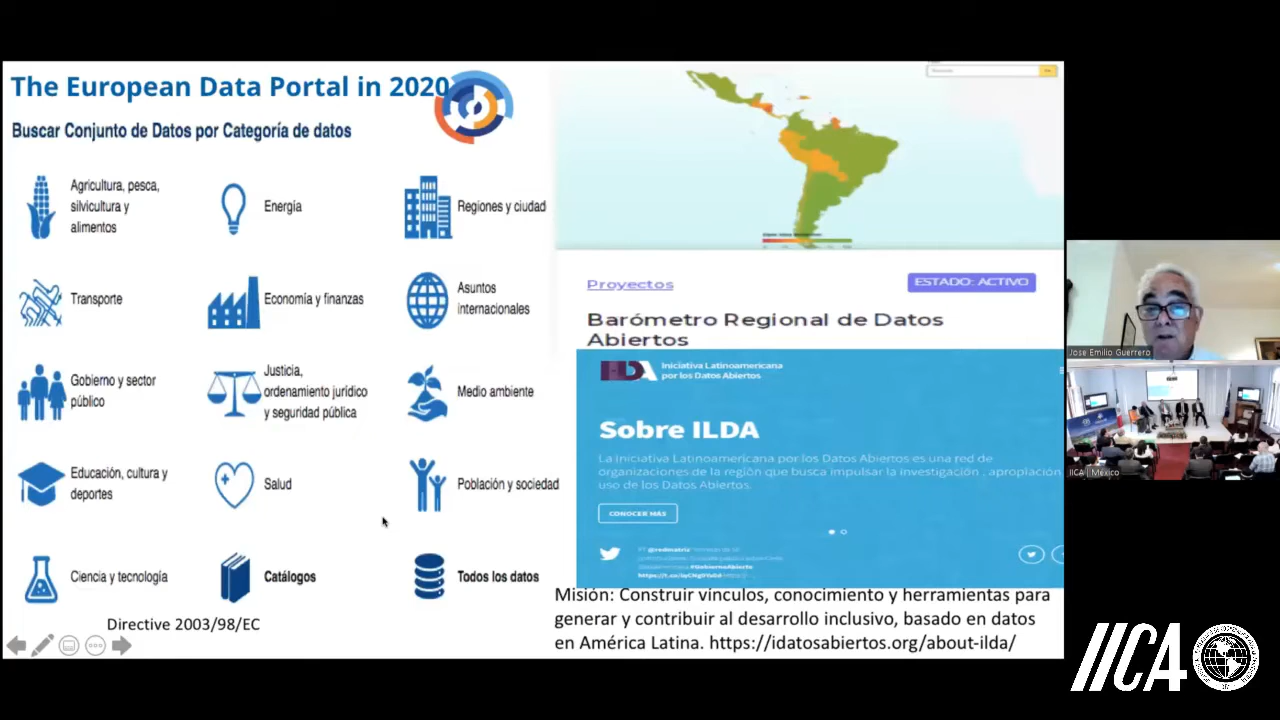 The European Data Portal in 2020
Buscar Conjunto de Datos por Categoría de datos
Agricultura, pesca,
silvicultura y
alimentos
Energía
Regiones y ciudad
Transporte
Economía y finanzas
Asuntos
internacionales
Gobierno y sector
público
Justicia,
ordenamiento jurídico
y seguridad pública
Medio ambiente
Educación, cultura y
deportes
Salud
Población y sociedad
Ciencia y tecnología
Catálogos
Todos los datos
Directive 2003/98/EC
Proyectos
ESTADO: ACTIVO
Barómetro Regional de Datos
Abiertos
ILDA
Iniciativa Latinoamericana
por los Datos Abiertos
Sobre ILDA
La Iniciativa Latinoamericana por los Datos Abiertos es una red de
organizaciones de la región que busca impulsar la investigación , apropiación
uso de los Datos Abiertos.
CONOCER MÁS
Misión: Construir vínculos, conocimiento y herramientas para
generar y contribuir al desarrollo inclusivo, basado en datos
en América Latina. https://idatosabiertos.org/about-ilda/
Jose Emilio Guerrero
IICA | Mexico
IICA